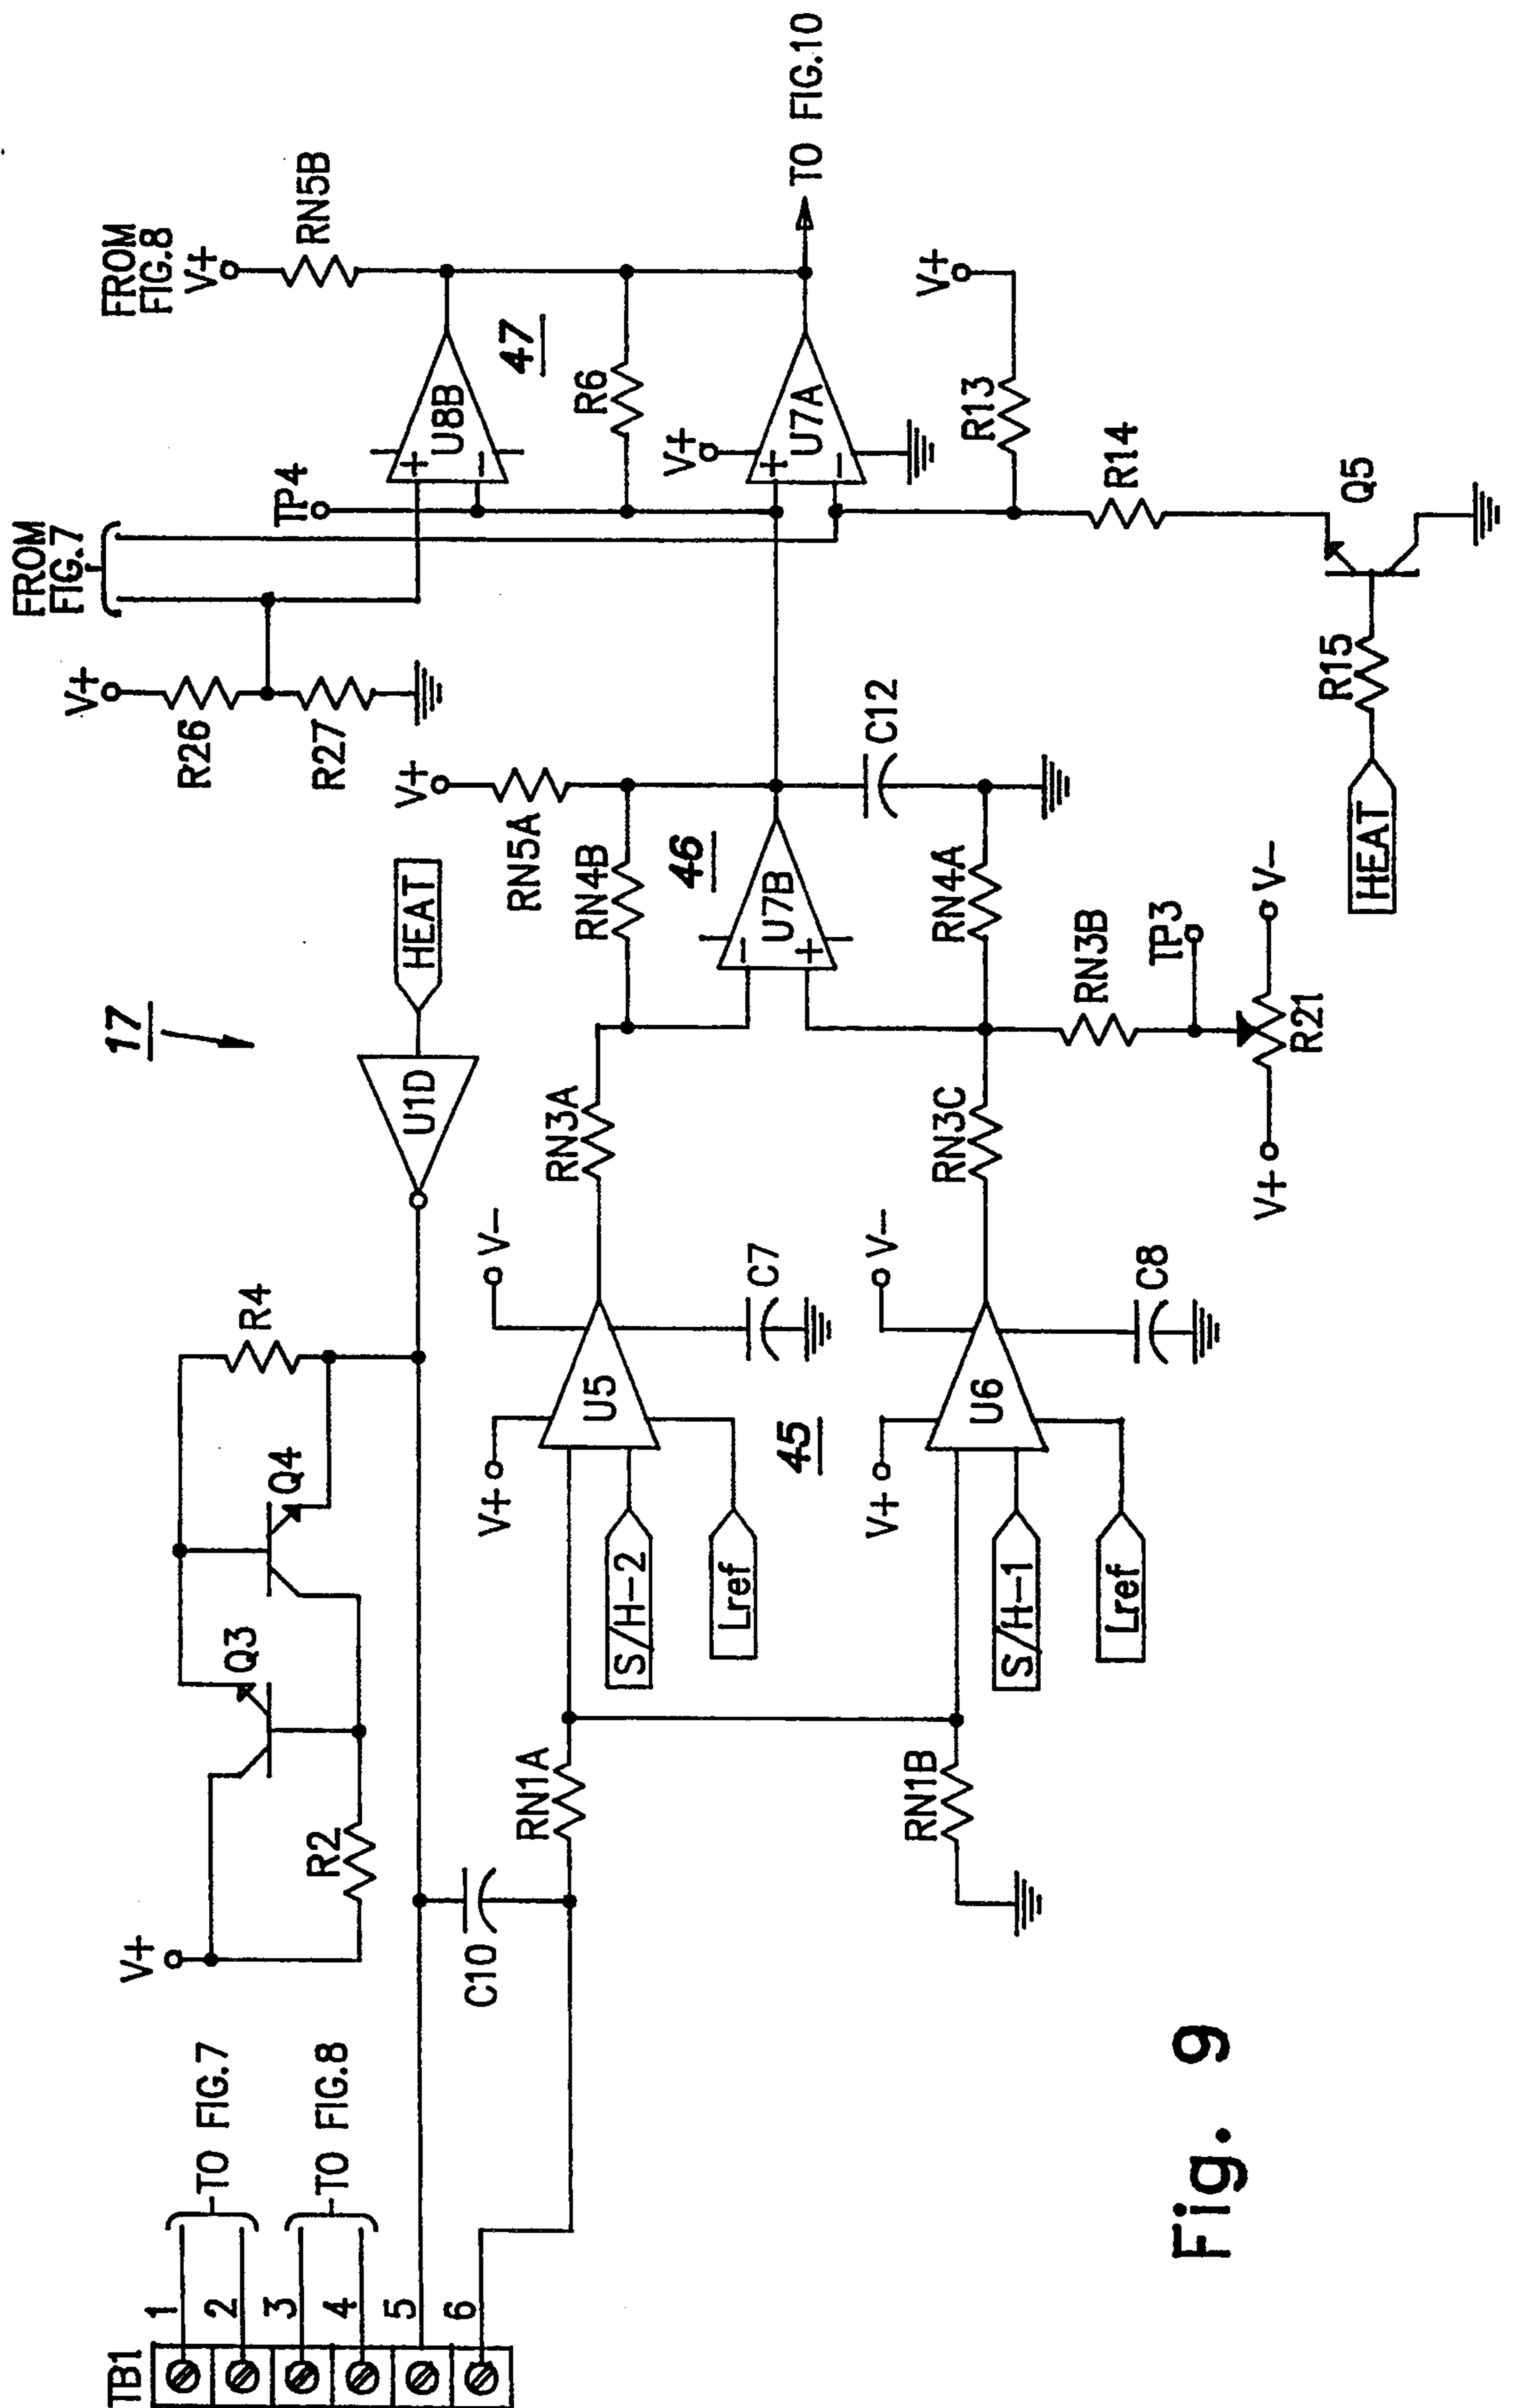 FROM
FIG.8
V+
RN5B
FROM
FIG.7
TP4
U8B
47
R6
V+
U7A
TO FIG.10
V+
R13
R14
Q5
R15
HEAT
V+
R26
R27
V+
RN5A
RN4B
46
U7B
C12
RN4A
RN3B
TP3
V-
R21
V+
17
HEAT
U1D
RN3A
RN3C
R4
Q4
Q3
R2
V+
V-
C7
U5
V+
45
S/H-2
Lref
V-
C8
U6
V+
S/H-1
Lref
RN1A
RN1B
C10
TO FIG.7
TO FIG.8
1
2
3
4
5
6
TB1
Fig. 9